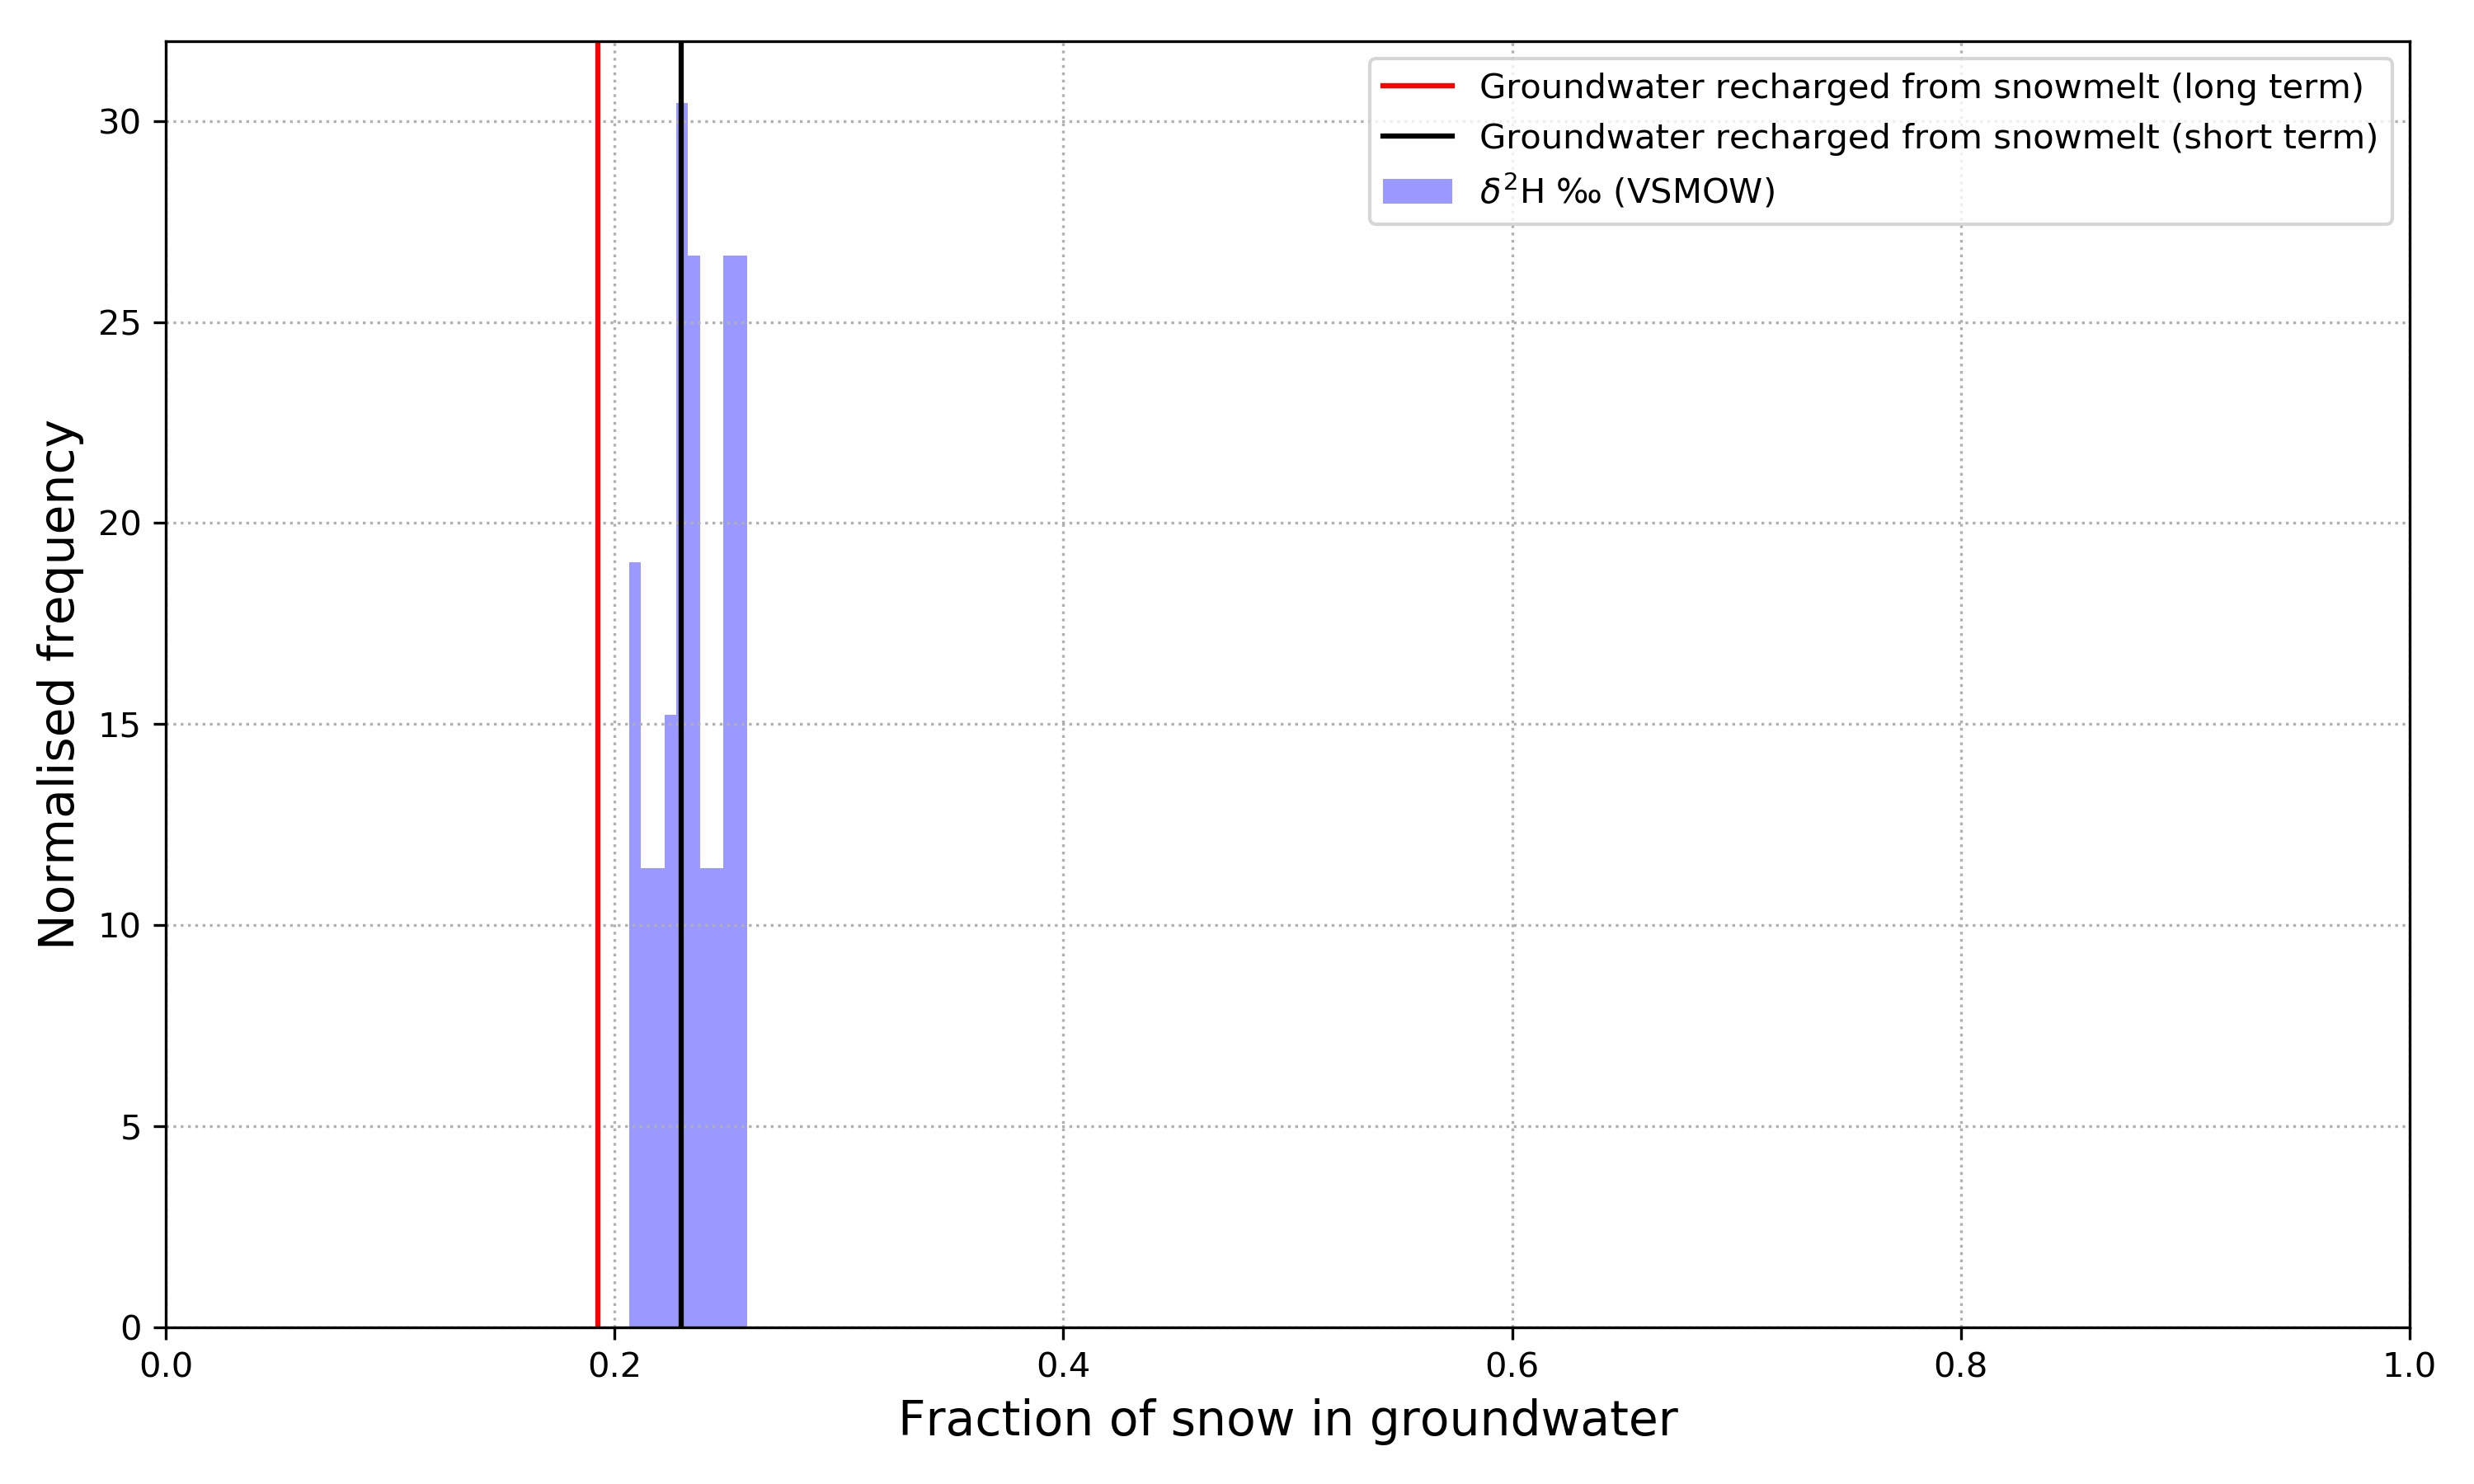 Groundwater recharged from snowmelt (long term)
Groundwater recharged from snowmelt (short term)
δ²H ‰ (VSMOW)
Normalised frequency
30
25
20
15
10
5
0
0.0 0.2 0.4 0.6 0.8 1.0
Fraction of snow in groundwater